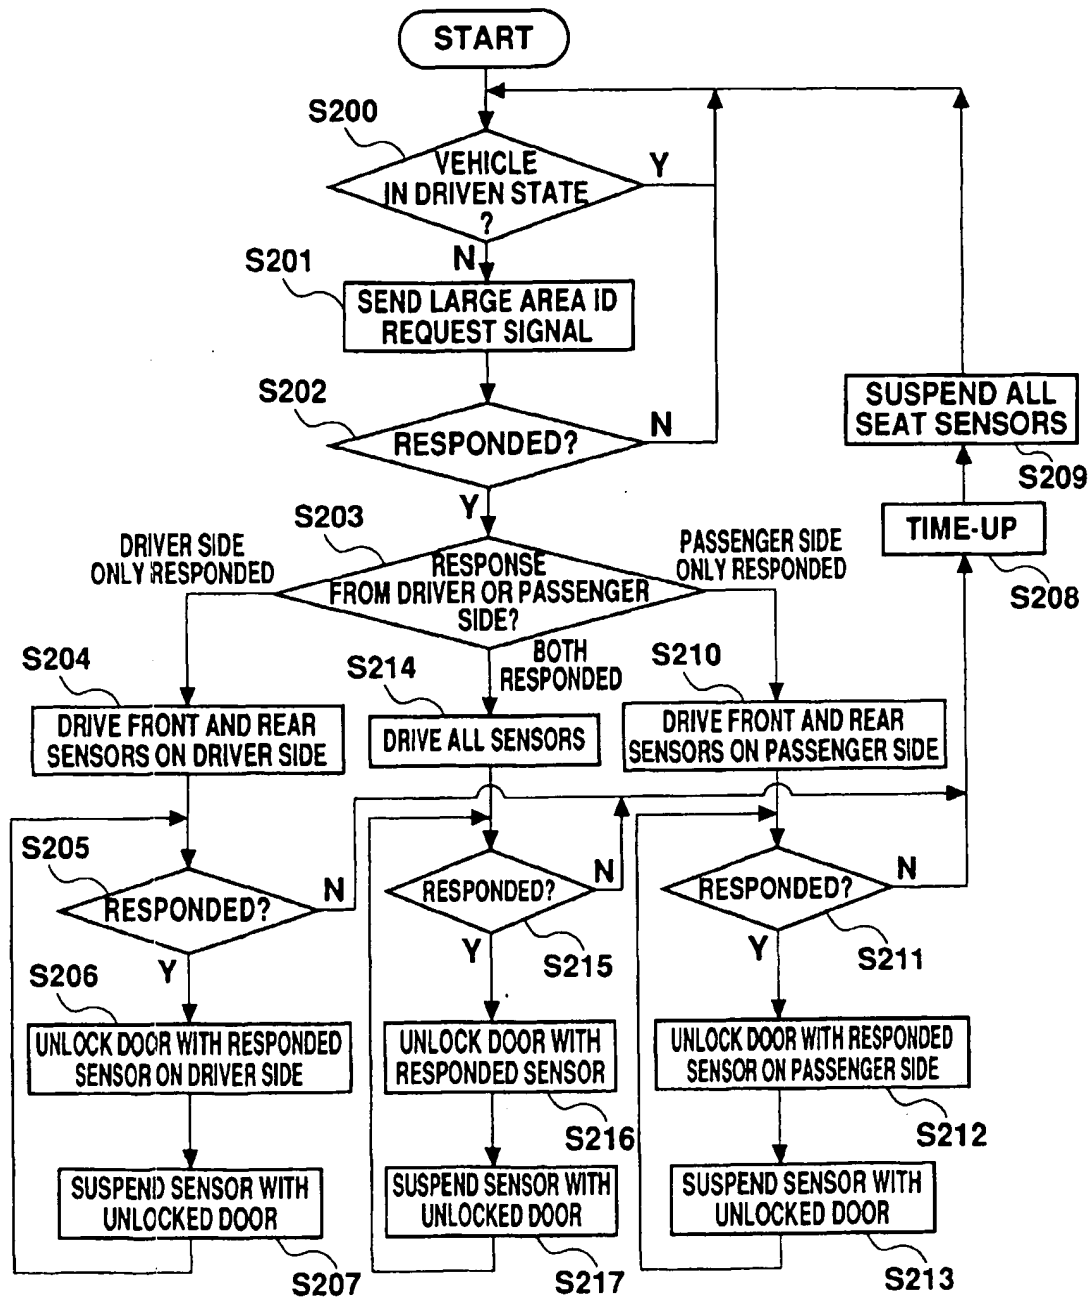 START
S200
VEHICLE
IN DRIVEN STATE
?
Y
N
S201
SEND LARGE AREA ID
REQUEST SIGNAL
S202
RESPONDED?
N
Y
SUSPEND ALL
SEAT SENSORS
S209
TIME-UP
S208
S203
DRIVER SIDE
ONLY RESPONDED
RESPONSE
FROM DRIVER OR PASSENGER
SIDE?
PASSENGER SIDE
ONLY RESPONDED
BOTH
RESPONDED
S204
DRIVE FRONT AND REAR
SENSORS ON DRIVER SIDE
S214
DRIVE ALL SENSORS
S210
DRIVE FRONT AND REAR
SENSORS ON PASSENGER SIDE
S205
RESPONDED?
N
Y
RESPONDED?
N
Y
S215
RESPONDED?
N
Y
S211
S206
UNLOCK DOOR WITH RESPONDED
SENSOR ON DRIVER SIDE
UNLOCK DOOR WITH
RESPONDED SENSOR
S216
UNLOCK DOOR WITH RESPONDED
SENSOR ON PASSENGER SIDE
S212
SUSPEND SENSOR WITH
UNLOCKED DOOR
S207
SUSPEND SENSOR WITH
UNLOCKED DOOR
S217
SUSPEND SENSOR WITH
UNLOCKED DOOR
S213